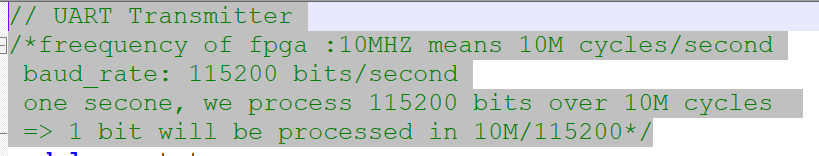 // UART Transmitter
/*freequency of fpga :10MHZ means 10M cycles/second
baud_rate: 115200 bits/second
one secone, we process 115200 bits over 10M cycles
=> 1 bit will be processed in 10M/115200*/